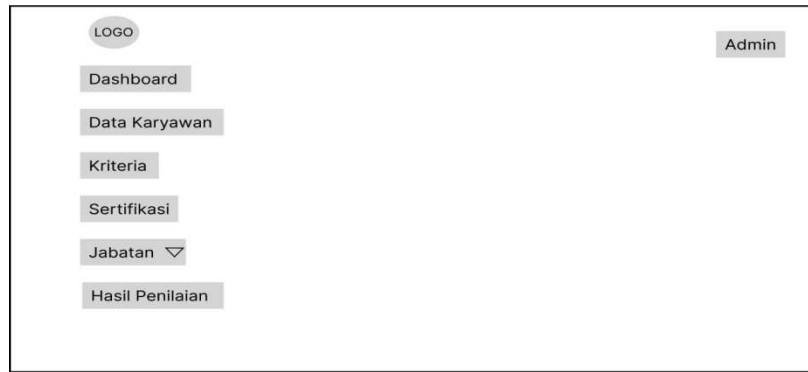 LOGO
Admin
Dashboard
Data Karyawan
Kriteria
Sertifikasi
Jabatan
Hasil Penilaian